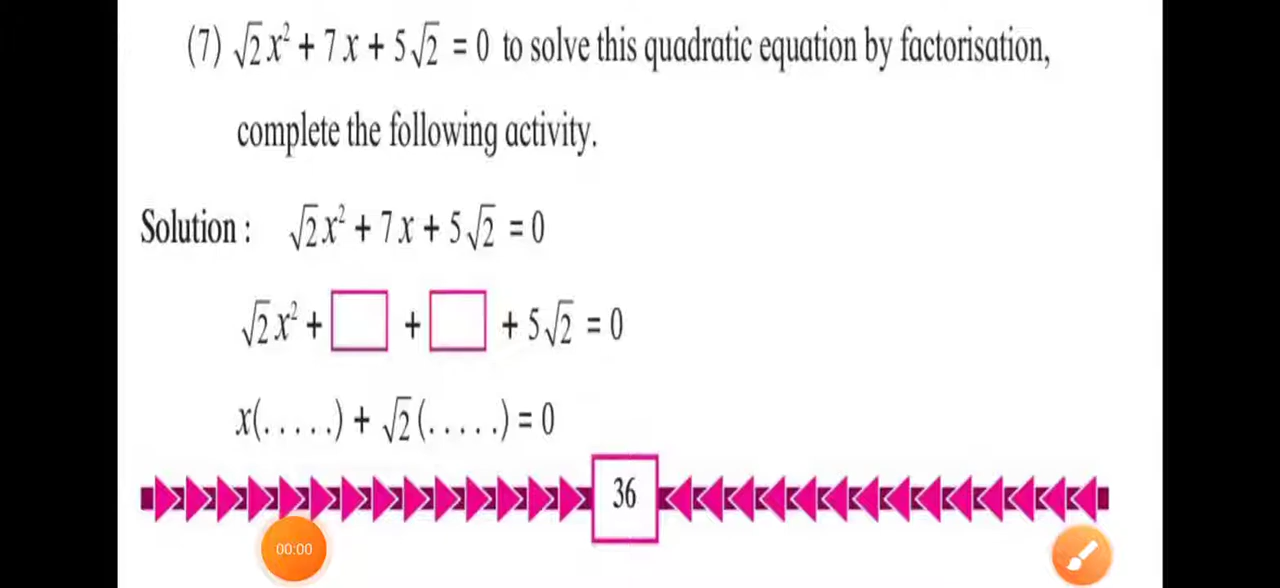 (7) √2x² + 7x + 5√2 = 0 to solve this quadratic equation by factorisation,
complete the following activity.
Solution : √2x² + 7x + 5√2 = 0
√2x² + □ + □ + 5√2 = 0
x(.....) + √2(.....) = 0
36
00:00